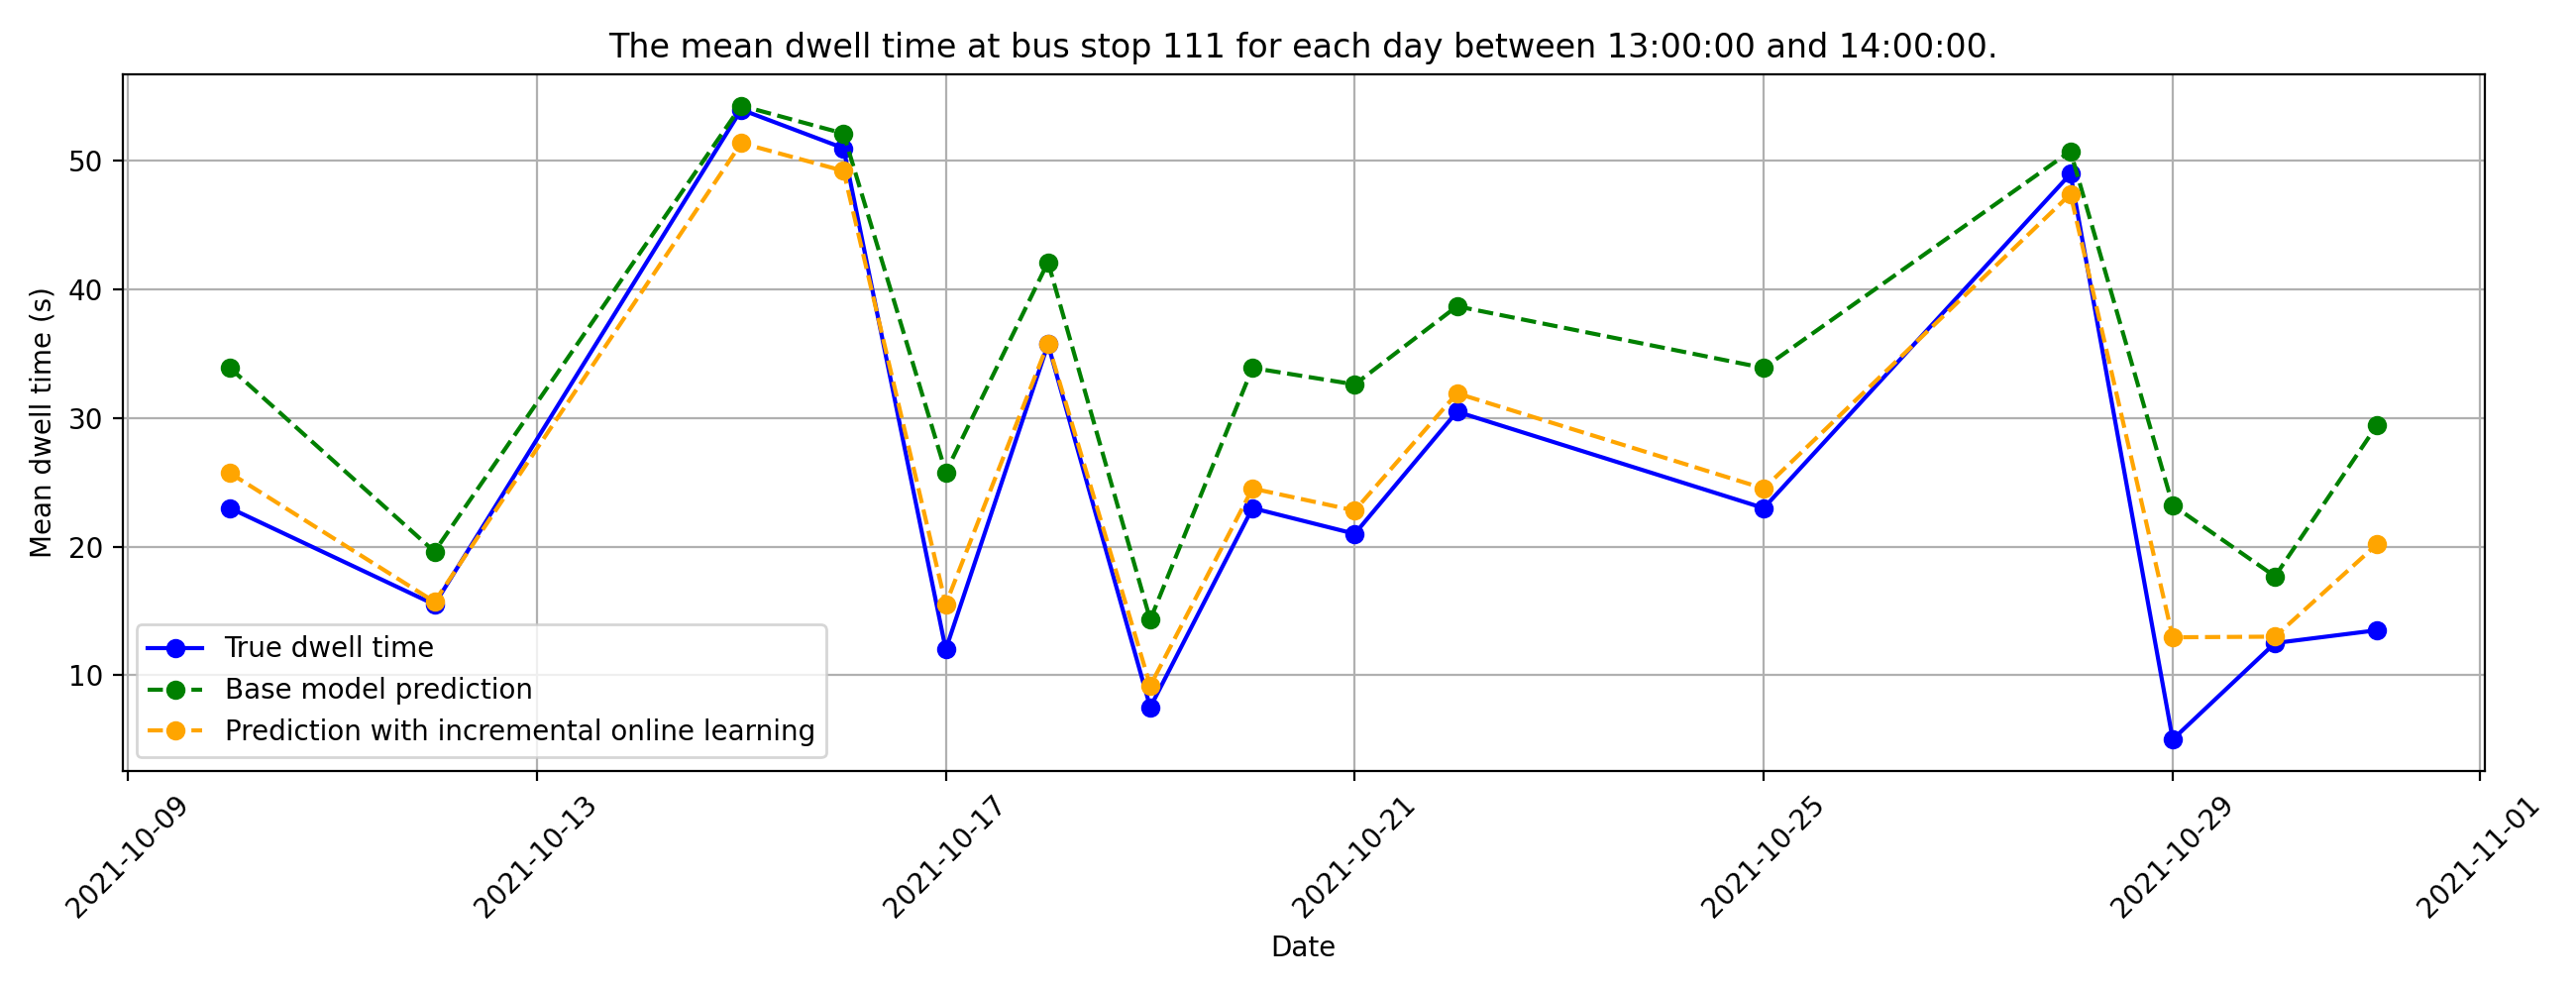 The mean dwell time at bus stop 111 for each day between 13:00:00 and 14:00:00.
Mean dwell time (s)
50
40
30
20
10
True dwell time
Base model prediction
Prediction with incremental online learning
2021-10-09
2021-10-13
2021-10-17
2021-10-21
2021-10-25
2021-10-29
2021-11-01
Date